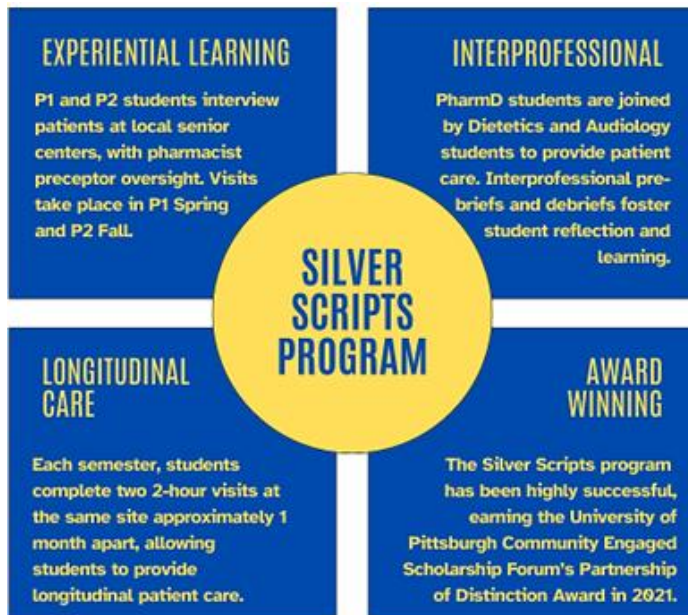 EXPERIENTIAL LEARNING
P1 and P2 students interview
patients at local senior
centers, with pharmacist
preceptor oversight. Visits
take place in P1 Spring
and P2 Fall.
INTERPROFESSIONAL
PharmD students are joined
by Dietetics and Audiology
students to provide patient
care. Interprofessional pre-
briefs and debriefs foster
student reflection and
learning.
SILVER
SCRIPTS
PROGRAM
LONGITUDINAL
CARE
Each semester, students
complete two 2-hour visits at
the same site approximately 1
month apart, allowing
students to provide
longitudinal patient care.
AWARD
WINNING
The Silver Scripts program
has been highly successful,
earning the University of
Pittsburgh Community Engaged
Scholarship Forum's Partnership
of Distinction Award in 2021.